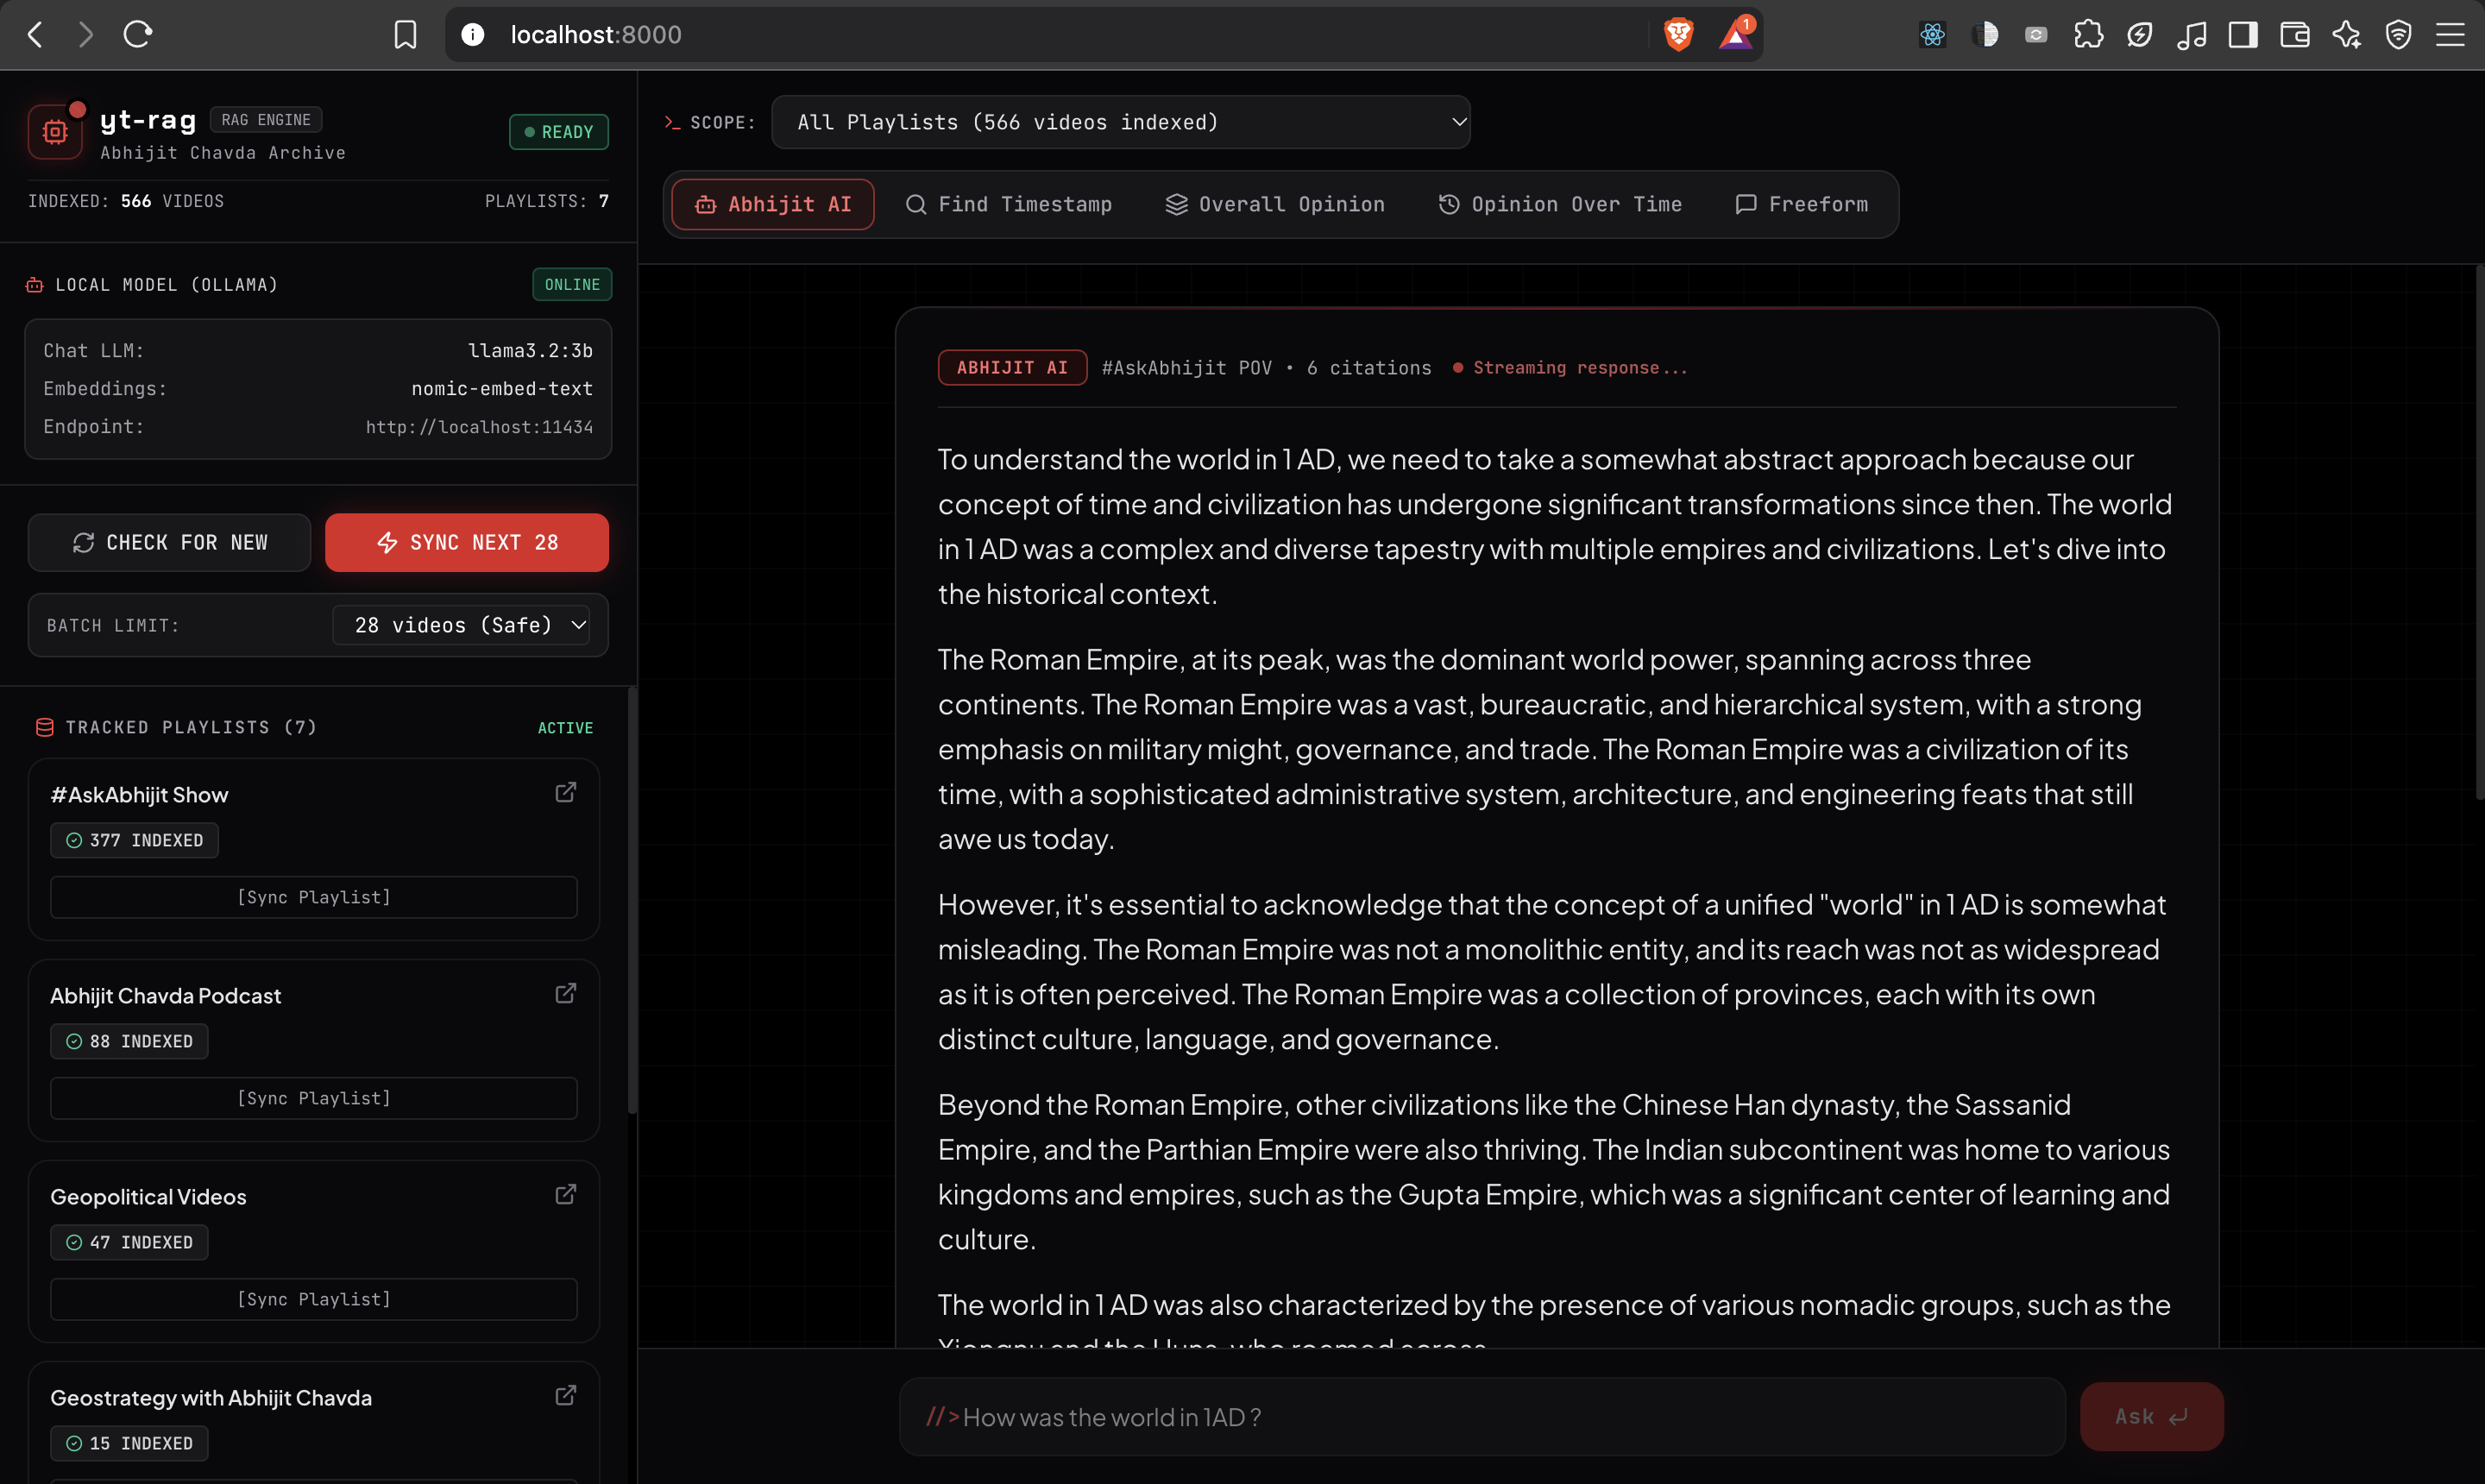 localhost:8000
1
yt-rag RAG ENGINE
Abhijit Chavda Archive
READY
INDEXED: 566 VIDEOS
PLAYLISTS: 7
LOCAL MODEL (OLLAMA)
ONLINE
Chat LLM: llama3.2:3b
Embeddings: nomic-embed-text
Endpoint: http://localhost:11434
CHECK FOR NEW
SYNC NEXT 28
BATCH LIMIT: 28 videos (Safe)
TRACKED PLAYLISTS (7)
ACTIVE
#AskAbhijit Show
377 INDEXED
[Sync Playlist]
Abhijit Chavda Podcast
88 INDEXED
[Sync Playlist]
Geopolitical Videos
47 INDEXED
[Sync Playlist]
Geostrategy with Abhijit Chavda
15 INDEXED
SCOPE: All Playlists (566 videos indexed)
Abhijit AI
Find Timestamp
Overall Opinion
Opinion Over Time
Freeform
ABHIJIT AI #AskAbhijit POV • 6 citations Streaming response...
To understand the world in 1 AD, we need to take a somewhat abstract approach because our
concept of time and civilization has undergone significant transformations since then. The world
in 1 AD was a complex and diverse tapestry with multiple empires and civilizations. Let's dive into
the historical context.
The Roman Empire, at its peak, was the dominant world power, spanning across three
continents. The Roman Empire was a vast, bureaucratic, and hierarchical system, with a strong
emphasis on military might, governance, and trade. The Roman Empire was a civilization of its
time, with a sophisticated administrative system, architecture, and engineering feats that still
awe us today.
However, it's essential to acknowledge that the concept of a unified "world" in 1 AD is somewhat
misleading. The Roman Empire was not a monolithic entity, and its reach was not as widespread
as it is often perceived. The Roman Empire was a collection of provinces, each with its own
distinct culture, language, and governance.
Beyond the Roman Empire, other civilizations like the Chinese Han dynasty, the Sassanid
Empire, and the Parthian Empire were also thriving. The Indian subcontinent was home to various
kingdoms and empires, such as the Gupta Empire, which was a significant center of learning and
culture.
The world in 1 AD was also characterized by the presence of various nomadic groups, such as the
Xiongnu and the Huns, who roamed across
//> How was the world in 1AD ?
Ask